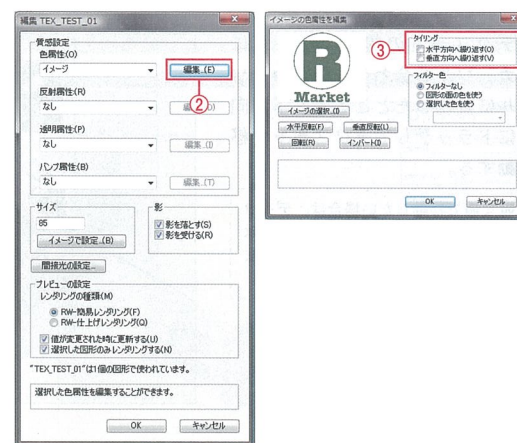 編集 TEX_TEST_01
質感設定
色属性(O)
イメージ
編集..(E)
②
反射属性(R)
なし
透明属性(P)
なし
編集..(I)
バンプ属性(B)
なし
編集..(T)
サイズ
85
イメージで設定..(B)
影
影を落とす(S)
影を受ける(R)
間接光の設定...
プレビューの設定
レンダリングの種類(M)
RW-簡易レンダリング(F)
RW-仕上げレンダリング(Q)
値が変更された時に更新する(U)
選択した図形のみレンダリングする(N)
"TEX_TEST_01"は1個の図形で使われています。
選択した色属性を編集することができます。
OK
キャンセル
イメージの色属性を編集
R
Market
イメージの選択..(I)
水平反転(F)
垂直反転(L)
回転(R)
インバート(I)
③
タイリング
水平方向へ繰り返す(O)
垂直方向へ繰り返す(V)
フィルター色
フィルターなし
図形の面の色を使う
選択した色を使う
OK
キャンセル